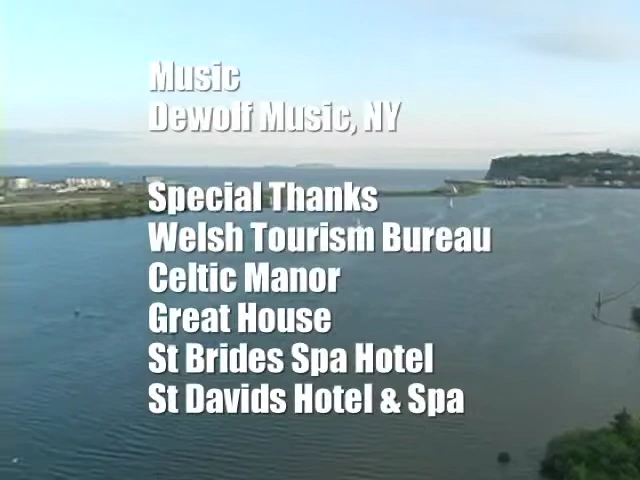 Music
Dewolf Music, NY
Special Thanks
Welsh Tourism Bureau
Celtic Manor
Great House
St Brides Spa Hotel
St Davids Hotel & Spa